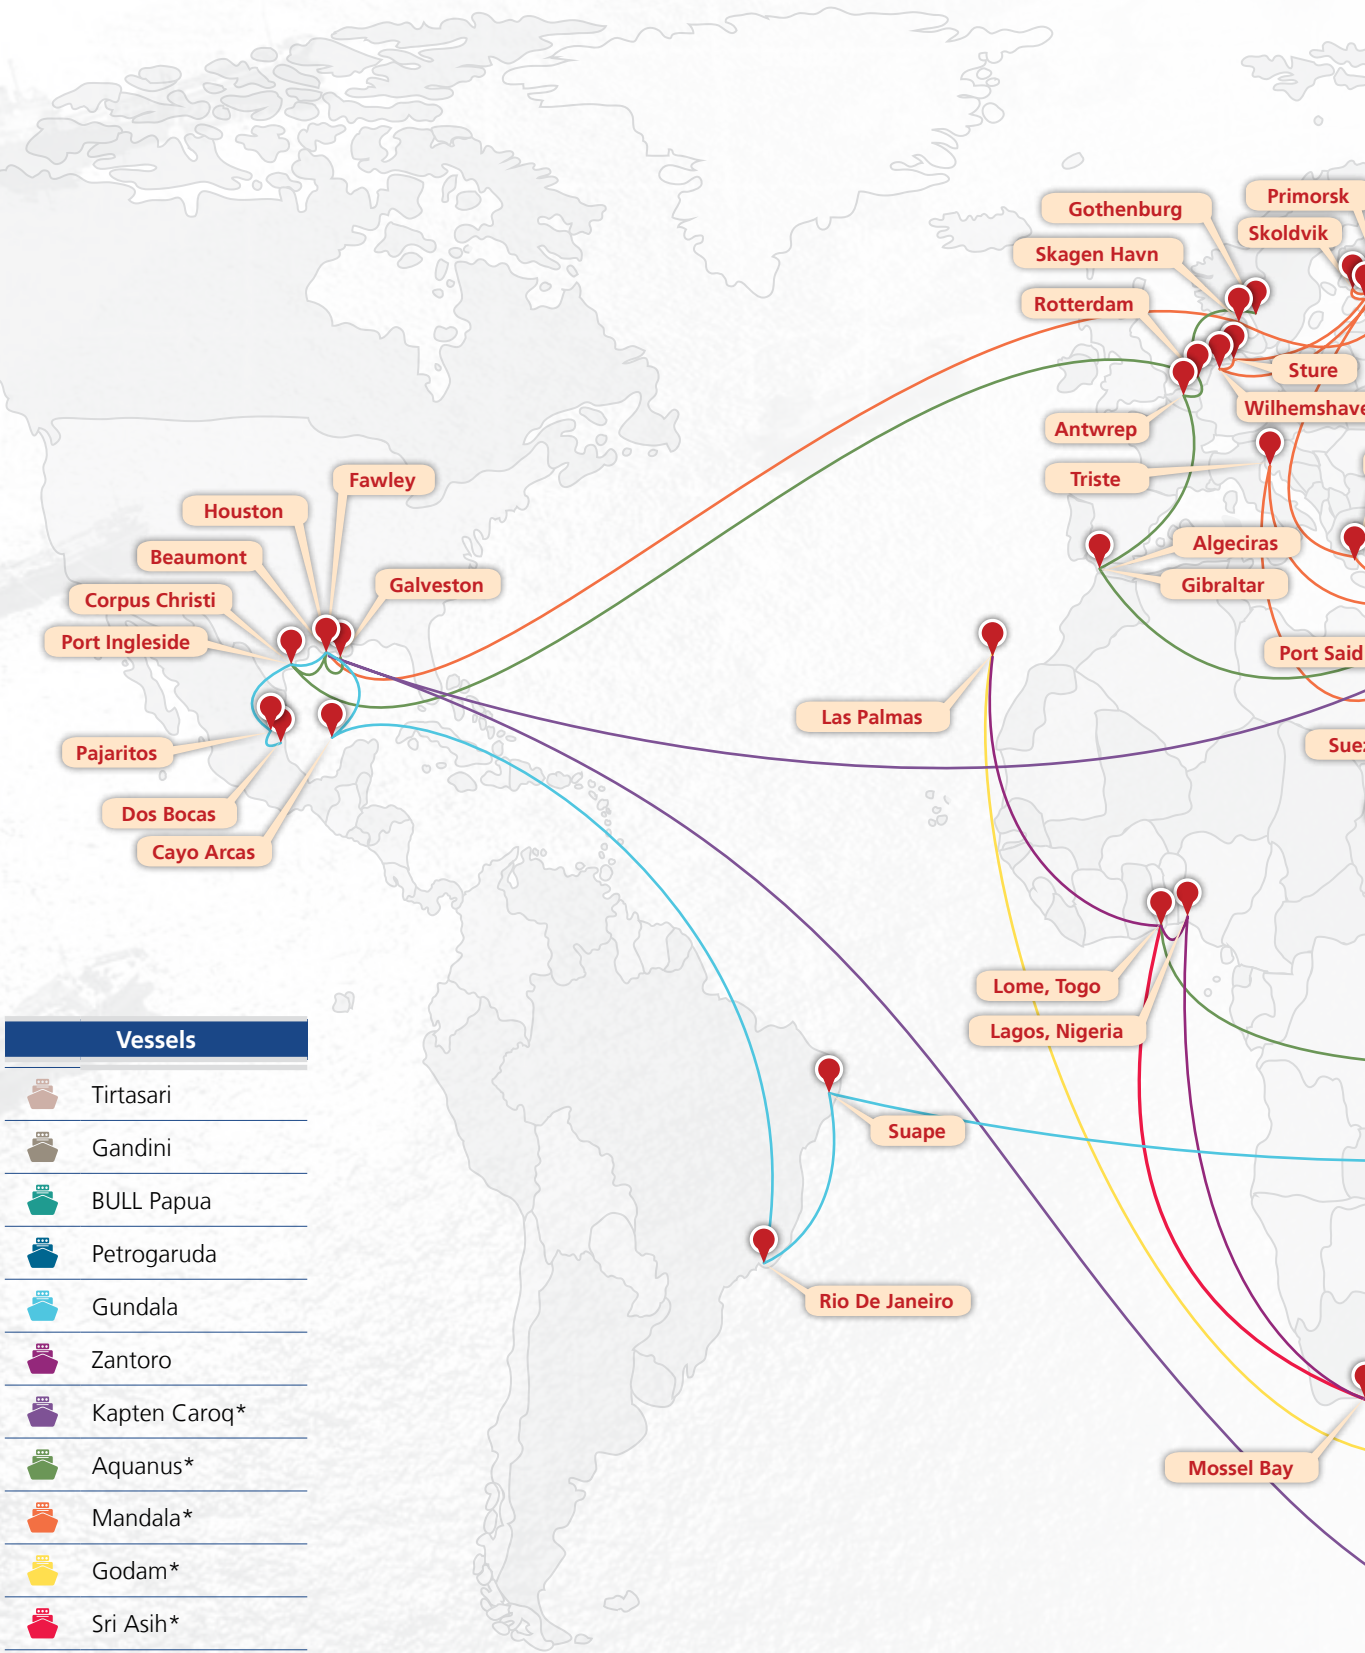 Primorsk
Gothenburg
Skoldvik
Skagen Havn
Rotterdam
Sture
Wilhemshave
Antwrep
Triste
Fawley
Houston
Beaumont
Galveston
Corpus Christi
Port Ingleside
Algeciras
Gibraltar
Port Said
Las Palmas
Suez
Pajaritos
Dos Bocas
Cayo Arcas
Lome, Togo
Lagos, Nigeria
Suape
Rio De Janeiro
Mossel Bay
Vessels
Tirtasari
Gandini
BULL Papua
Petrogaruda
Gundala
Zantoro
Kapten Caroq*
Aquanus*
Mandala*
Godam*
Sri Asih*